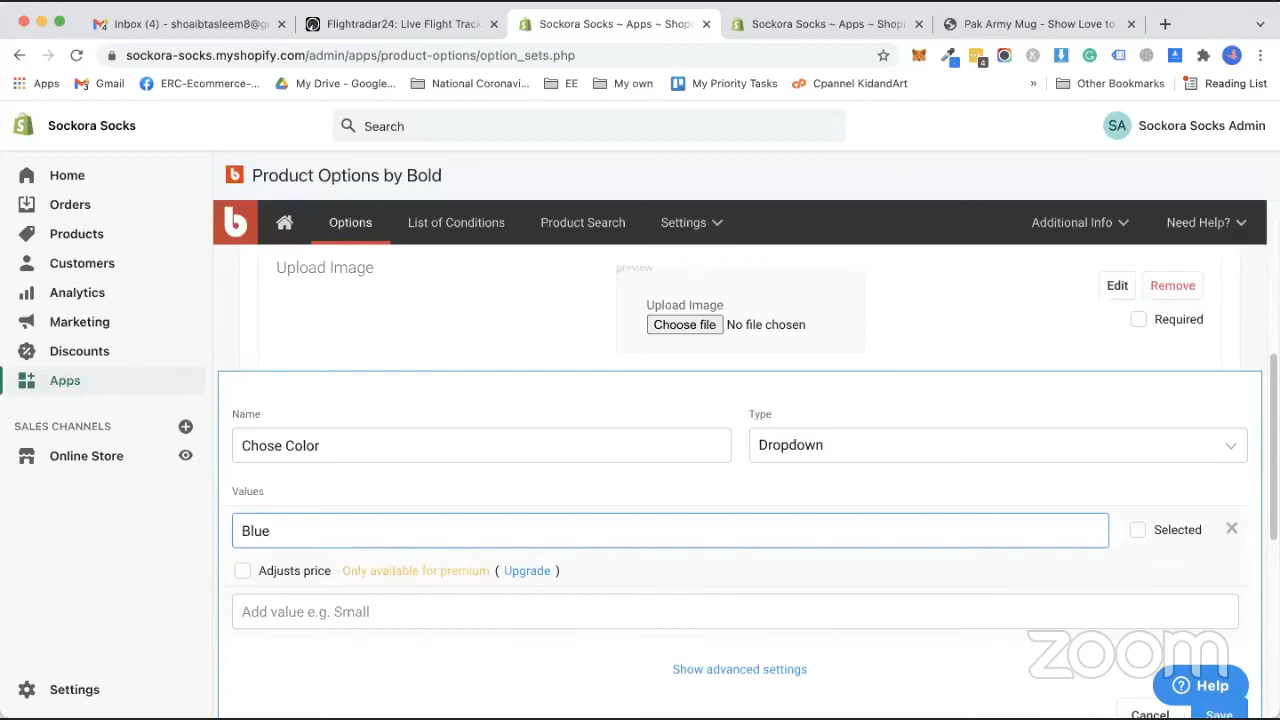 Inbox (4) - shoaibtasleem8@g
Flightradar24: Live Flight Track
Sockora Socks ~ Apps ~ Shop
Sockora Socks ~ Apps ~ Shopi
Pak Army Mug - Show Love to
sockora-socks.myshopify.com/admin/apps/product-options/option_sets.php
4
Apps
Gmail
ERC-Ecommerce-...
My Drive - Google...
National Coronavi...
EE
My own
My Priority Tasks
Cpannel KidandArt
»
Other Bookmarks
Reading List
Sockora Socks
Search
SA
Sockora Socks Admin
Home
Orders
Products
Customers
Analytics
Marketing
Discounts
Apps
SALES CHANNELS
Online Store
Settings
Product Options by Bold
Options
List of Conditions
Product Search
Settings
Additional Info
Need Help?
Upload Image
preview
Upload Image
Choose file No file chosen
Edit
Remove
Required
Name
Type
Chose Color
Dropdown
Values
Blue
Selected
Adjusts price - Only available for premium ( Upgrade )
Add value e.g. Small
Show advanced settings
zoom
Help
Cancel
Save